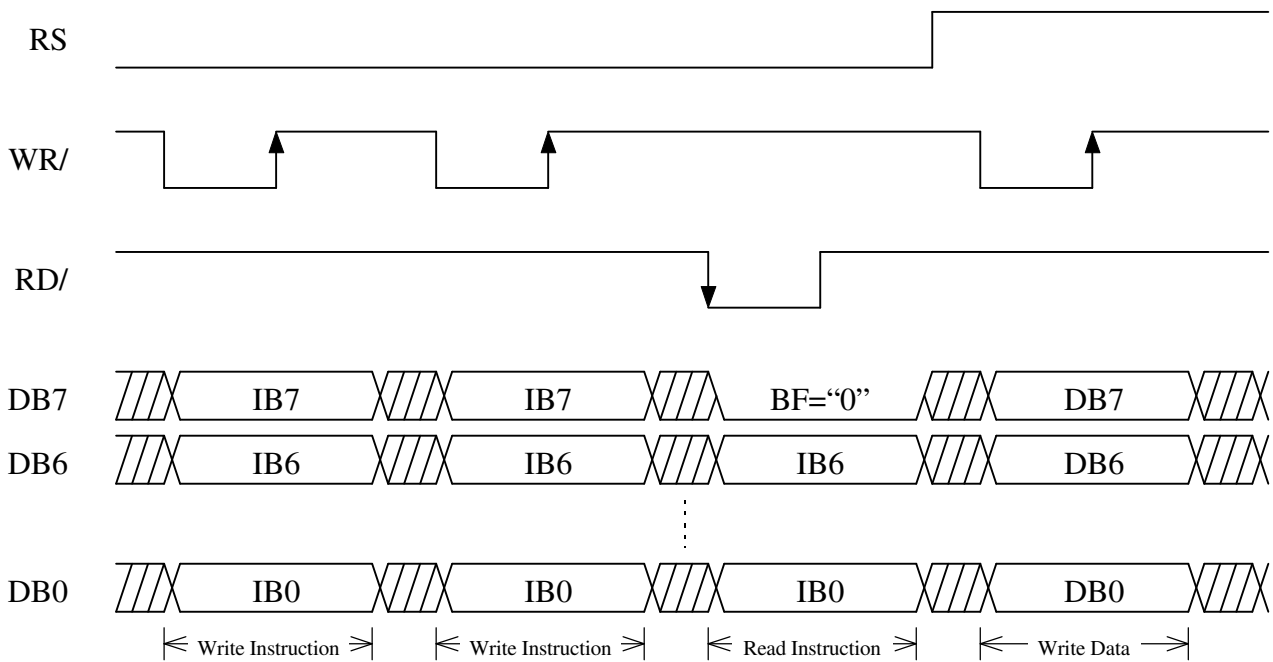 RS
WR/
RD/
DB7 IB7 IB7 BF=“0” DB7
DB6 IB6 IB6 IB6 DB6
DB0 IB0 IB0 IB0 DB0
Write Instruction Write Instruction Read Instruction Write Data